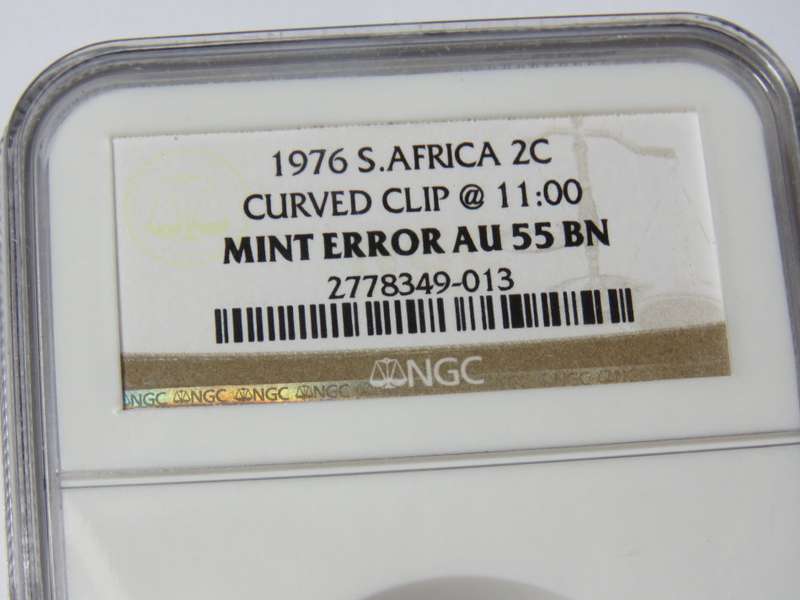 1976 S.AFRICA 2C
CURVED CLIP @ 11:00
MINT ERROR AU 55 BN
2778349-013
NGC
NGC NGC NGC NGC